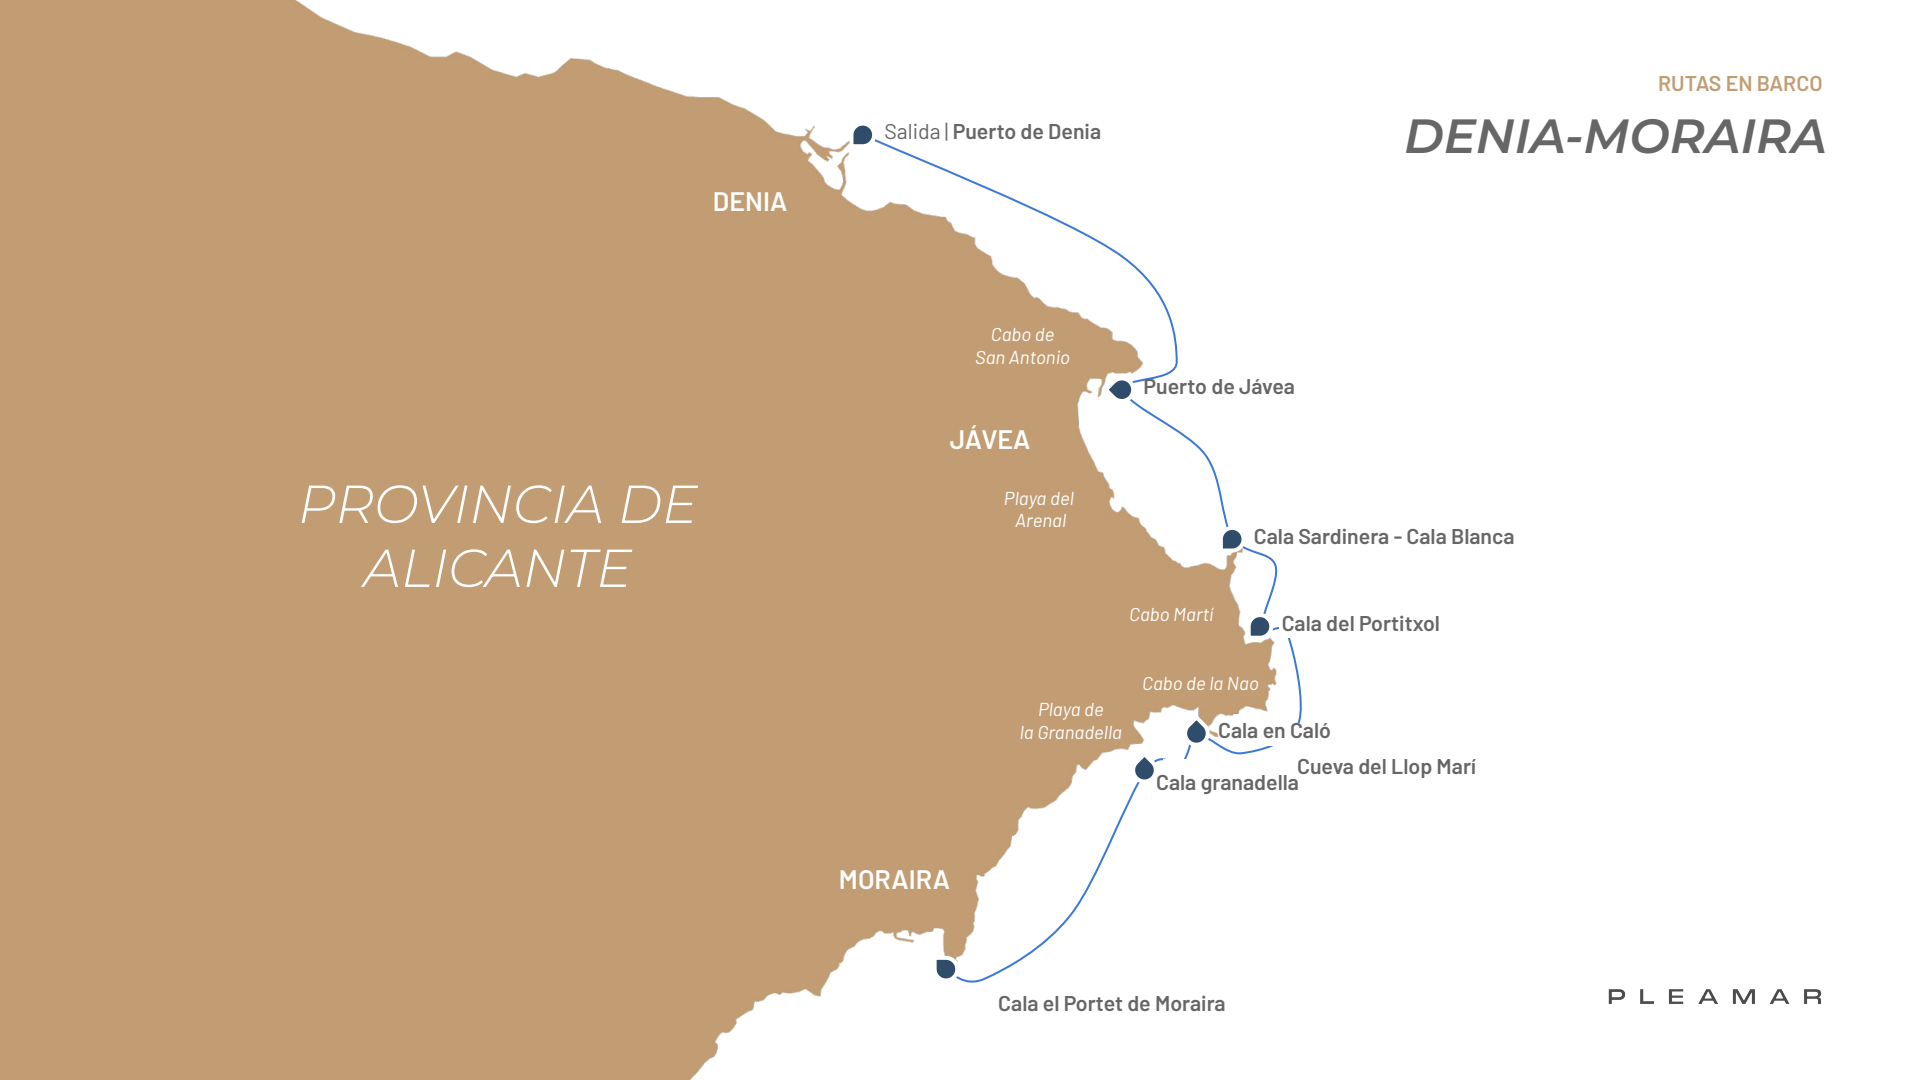 RUTAS EN BARCO
DENIA-MORAIRA
Salida | Puerto de Denia
DENIA
Cabo de
San Antonio
Puerto de Jávea
JÁVEA
Playa del
Arenal
PROVINCIA DE
ALICANTE
Cala Sardinera - Cala Blanca
Cabo Martí
Cala del Portitxol
Cabo de la Nao
Playa de
la Granadella
Cala en Caló
Cueva del Llop Marí
Cala granadella
MORAIRA
Cala el Portet de Moraira
PLEAMAR